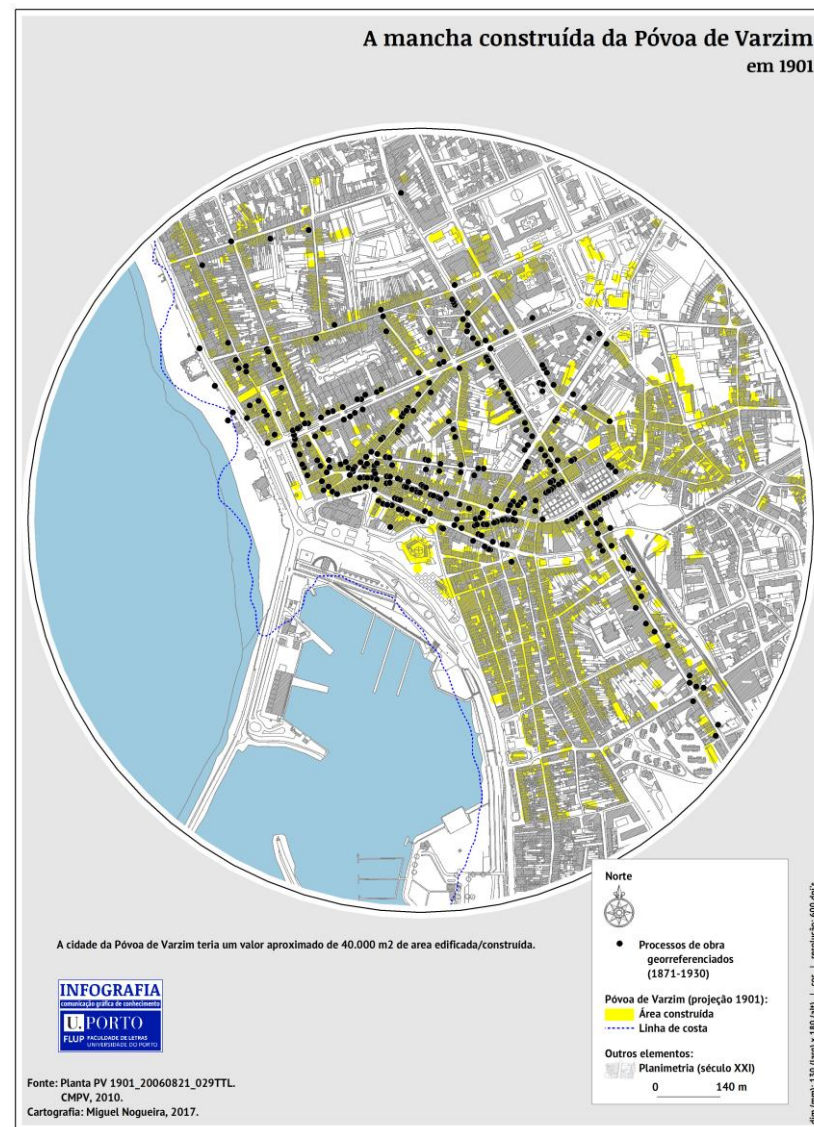 A mancha construída da Póvoa de Varzim
em 1901
Norte
Processos de obra
georreferenciados
(1871-1930)
Póvoa de Varzim (projeção 1901):
Área construída
Linha de costa
Outros elementos:
Planimetria (século XXI)
0 140 m
A cidade da Póvoa de Varzim teria um valor aproximado de 40.000 m2 de area edificada/construída.
INFOGRAFIA
comunicação gráfica de conhecimento
U. PORTO
FLUP FACULDADE DE LETRAS
UNIVERSIDADE DO PORTO
Fonte: Planta PV 1901_20060821_029TTL.
CMPV, 2010.
Cartografia: Miguel Nogueira, 2017.